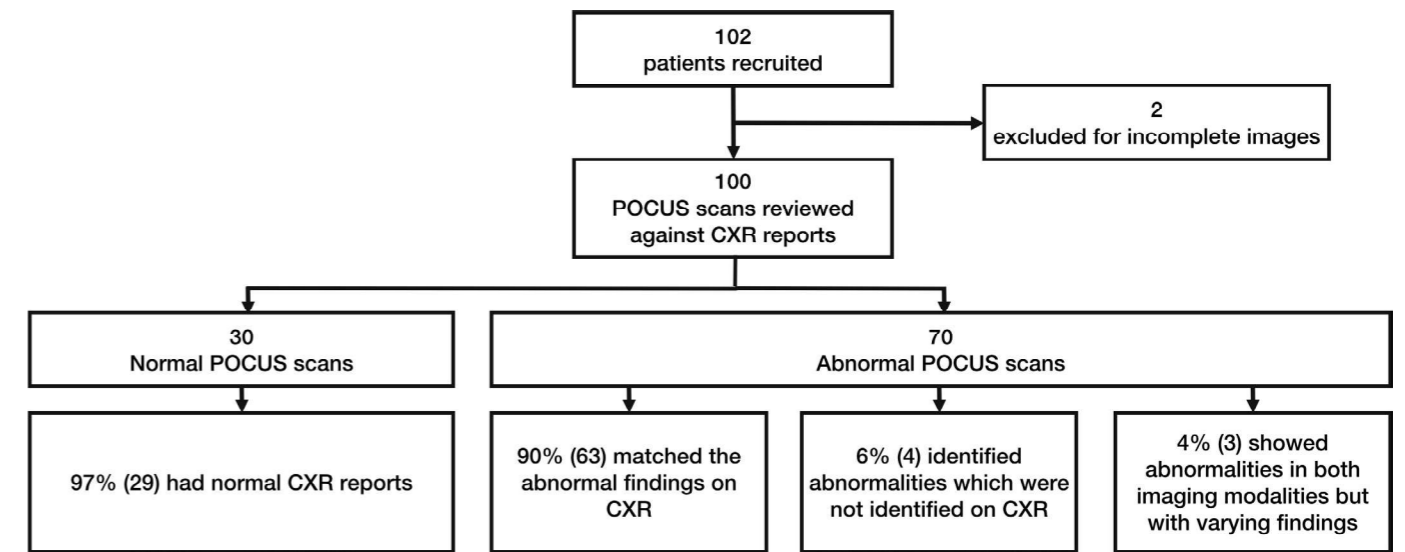 102
patients recruited
2
excluded for incomplete images
100
POCUS scans reviewed
against CXR reports
30
Normal POCUS scans
70
Abnormal POCUS scans
97% (29) had normal CXR reports
90% (63) matched the
abnormal findings on
CXR
6% (4) identified
abnormalities which were
not identified on CXR
4% (3) showed
abnormalities in both
imaging modalities but
with varying findings